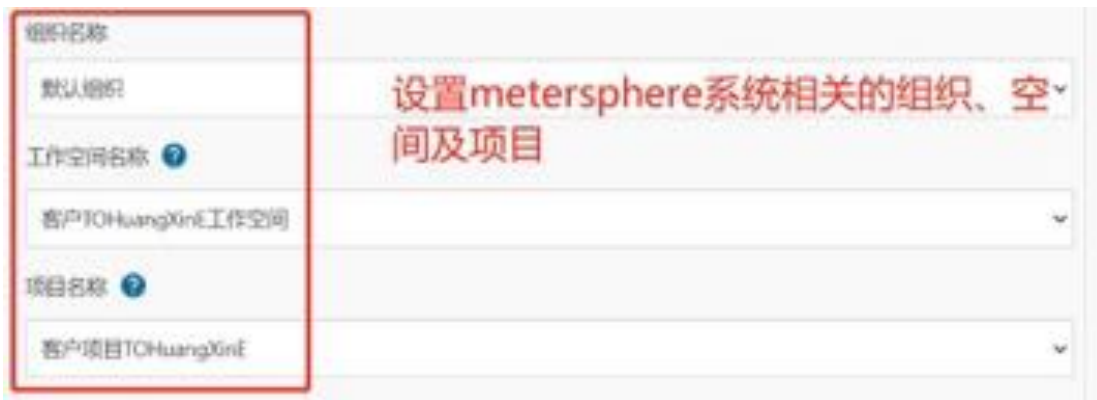 组织名称
默认组织
设置metersphere系统相关的组织、空
间及项目
工作空间名称
客户TOHuangXinE工作空间
项目名称
客户项目TOHuangXinE